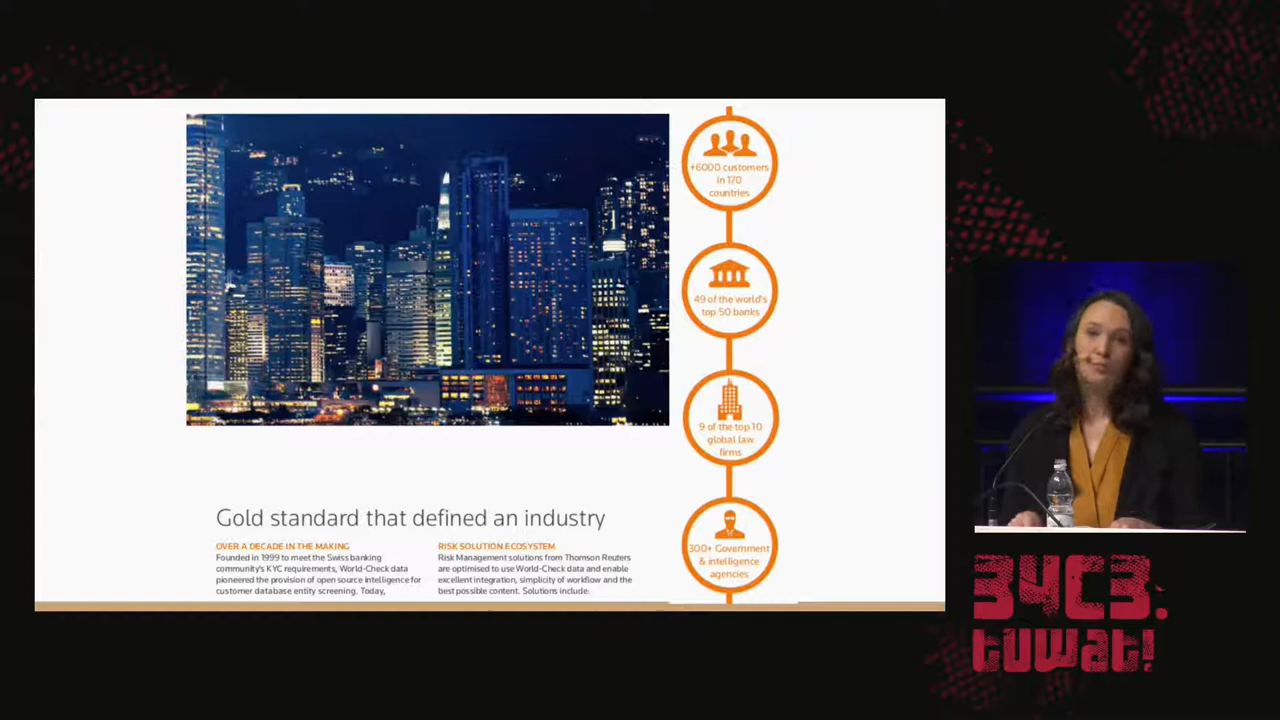 +6000 customers
in 170
countries
49 of the world's
top 50 banks
9 of the top 10
global law
firms
300+ Government
& intelligence
agencies
Gold standard that defined an industry
OVER A DECADE IN THE MAKING
Founded in 1999 to meet the Swiss banking
community's KYC requirements, World-Check data
pioneered the provision of open source intelligence for
customer database entity screening. Today,
RISK SOLUTION ECOSYSTEM
Risk Management solutions from Thomson Reuters
are optimised to use World-Check data and enable
excellent integration, simplicity of workflow and the
best possible content. Solutions include:
34C3.
tuwat!